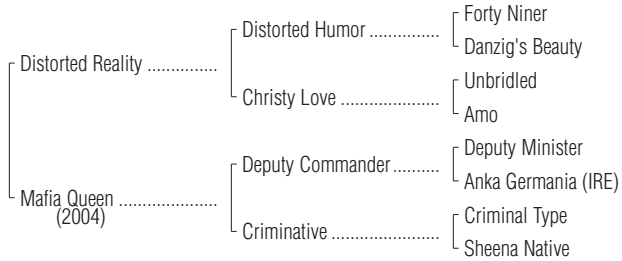 Forty Niner
Distorted Humor ...............
Danzig's Beauty
Distorted Reality ...............
Unbridled
Christy Love .....................
Amo
Deputy Minister
Deputy Commander..........
Anka Germania (IRE)
Mafia Queen .....................
(2004)
Criminal Type
Criminative .......................
Sheena Native